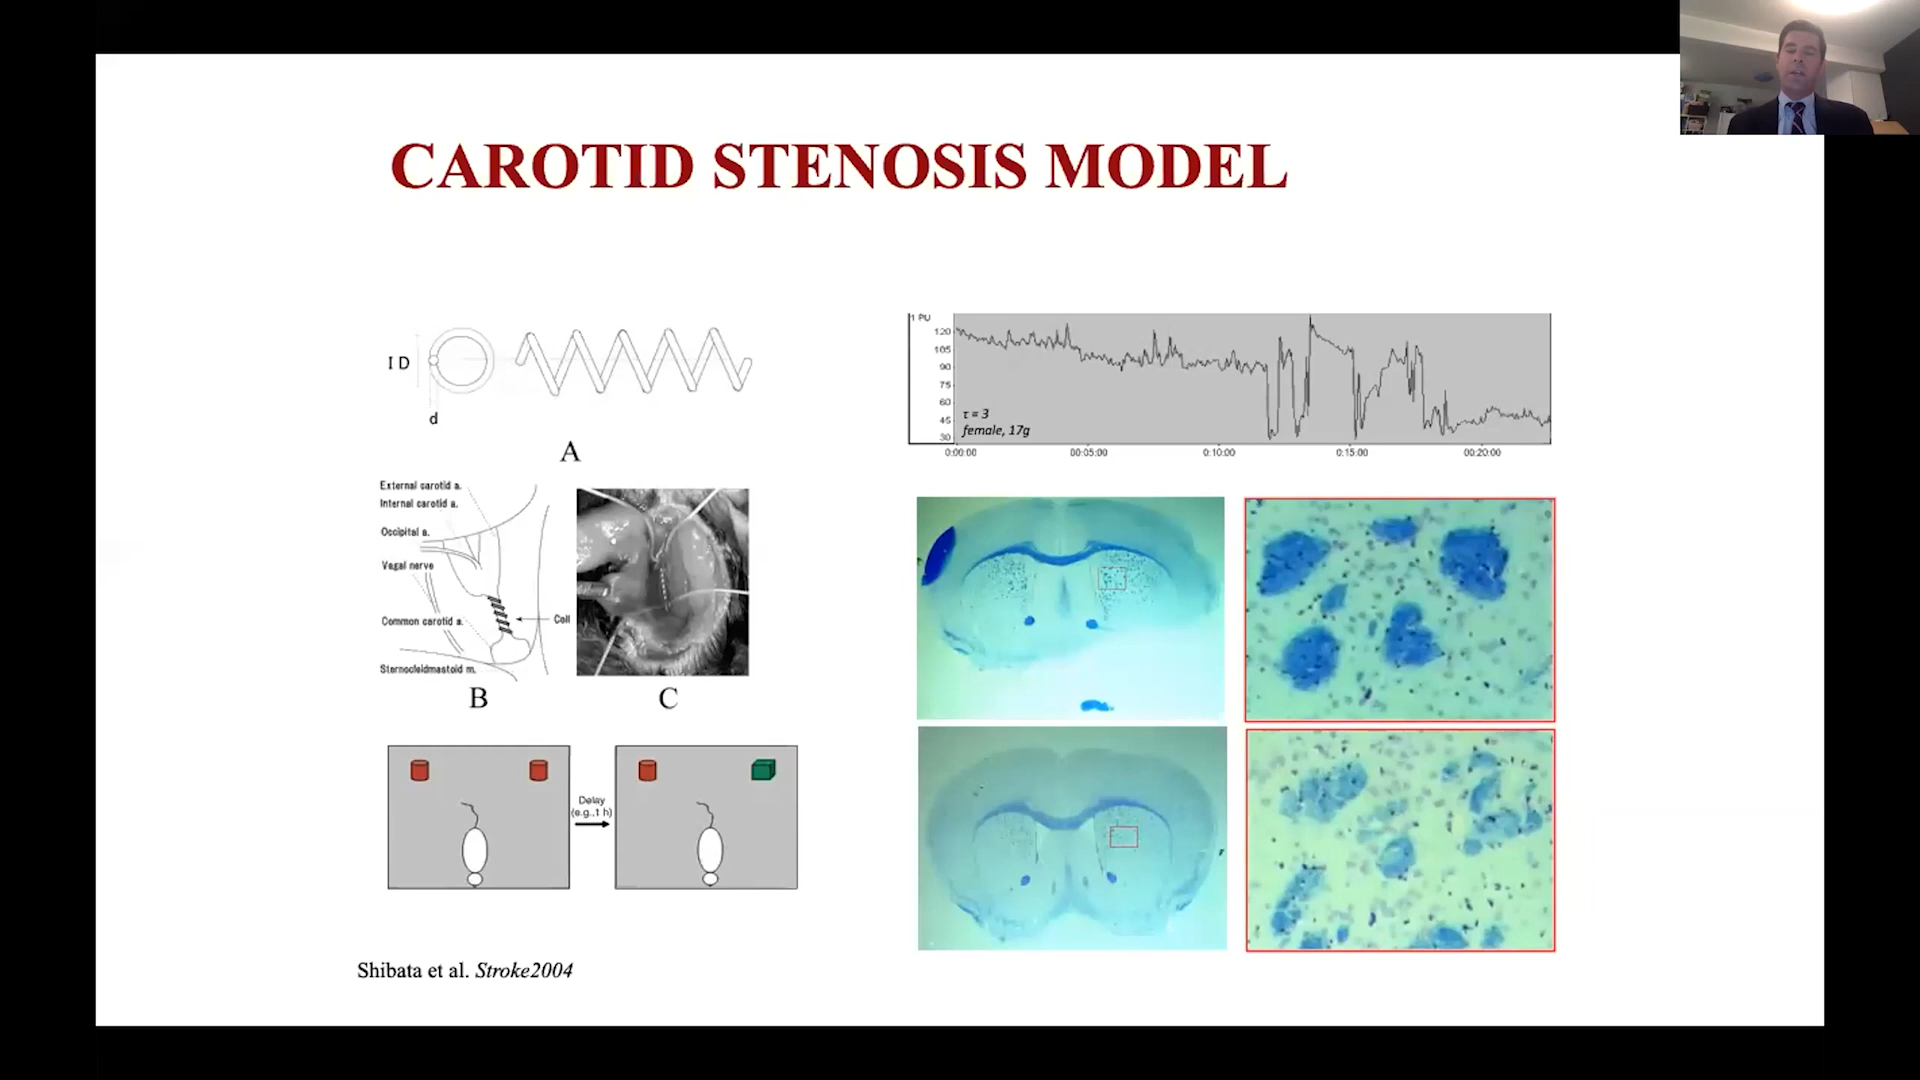 CAROTID STENOSIS MODEL
I D
d
A
External carotid a.
Internal carotid a.
Occipital a.
Vagal nerve
Common carotid a.
Coil
Sternocleidmastoid m.
B
C
Delay
(e.g.,1 h)
Shibata et al. Stroke2004
1 PU
120
105
90
75
60
45
30
τ = 3
female, 17g
0:00:00
00:05:00
0:10:00
0:15:00
00:20:00